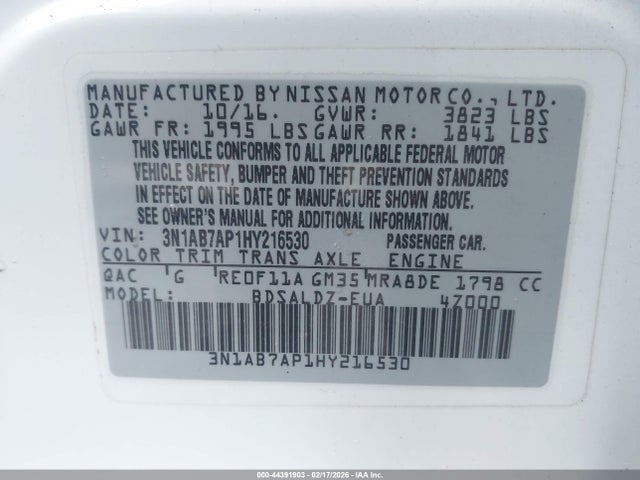 MANUFACTURED BY NISSAN MOTOR CO., LTD.
DATE: 10/16. GVWR: 3823 LBS
GAWR FR: 1995 LBS GAWR RR: 1841 LBS
THIS VEHICLE CONFORMS TO ALL APPLICABLE FEDERAL MOTOR
VEHICLE SAFETY, BUMPER AND THEFT PREVENTION STANDARDS
IN EFFECT ON THE DATE OF MANUFACTURE SHOWN ABOVE.
SEE OWNER'S MANUAL FOR ADDITIONAL INFORMATION.
VIN: 3N1AB7AP1HY216530 PASSENGER CAR.
COLOR TRIM TRANS AXLE ENGINE
QAC G RE0F11A GM35 MRA8DE 1798 CC
MODEL: BDSALDZ-EUA 4Z000
3N1AB7AP1HY216530
000-44391903 - 02/17/2026 - IAA Inc.